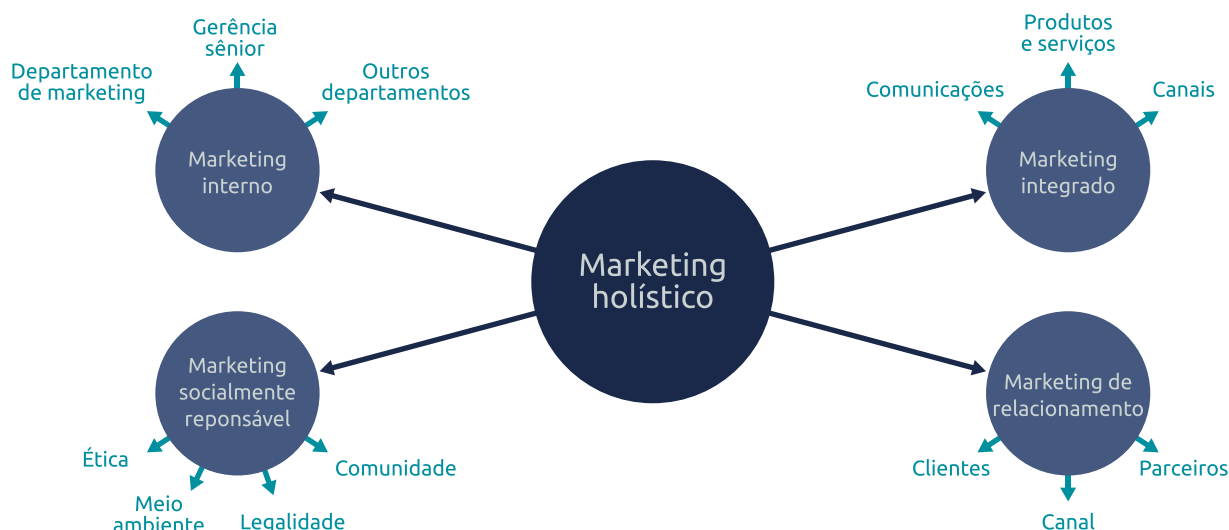 Gerência
sênior
Departamento
de marketing
Outros
departamentos
Marketing
interno
Produtos
e serviços
Comunicações
Canais
Marketing
integrado
Marketing
holístico
Marketing
socialmente
reponsável
Ética
Meio
ambiente
Legalidade
Comunidade
Marketing de
relacionamento
Clientes
Canal
Parceiros